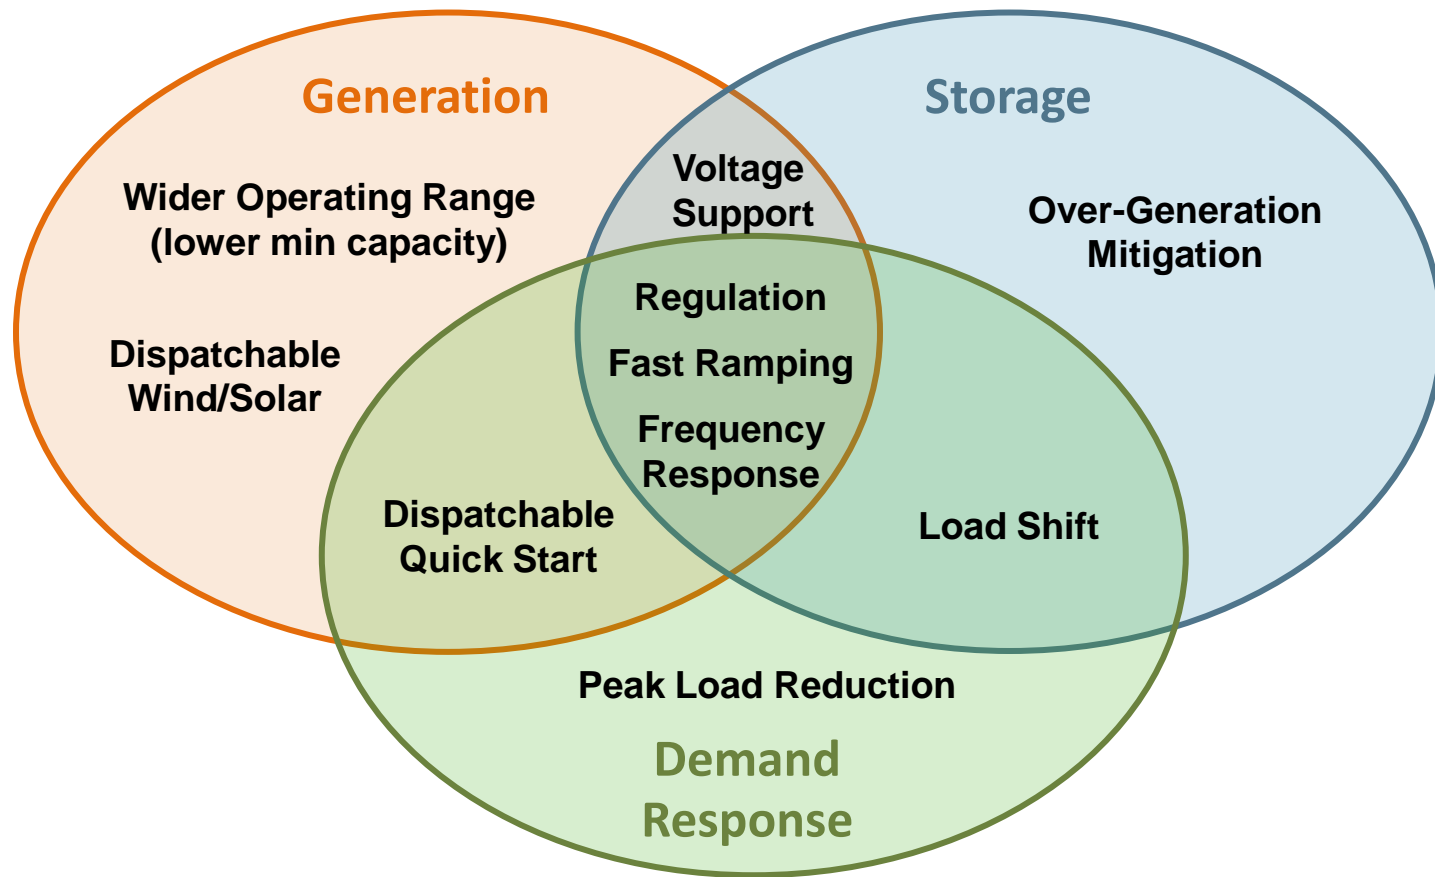 Generation
Storage
Voltage
Support
Wider Operating Range
(lower min capacity)
Over-Generation
Mitigation
Regulation
Dispatchable
Wind/Solar
Fast Ramping
Frequency
Response
Dispatchable
Quick Start
Load Shift
Peak Load Reduction
Demand
Response